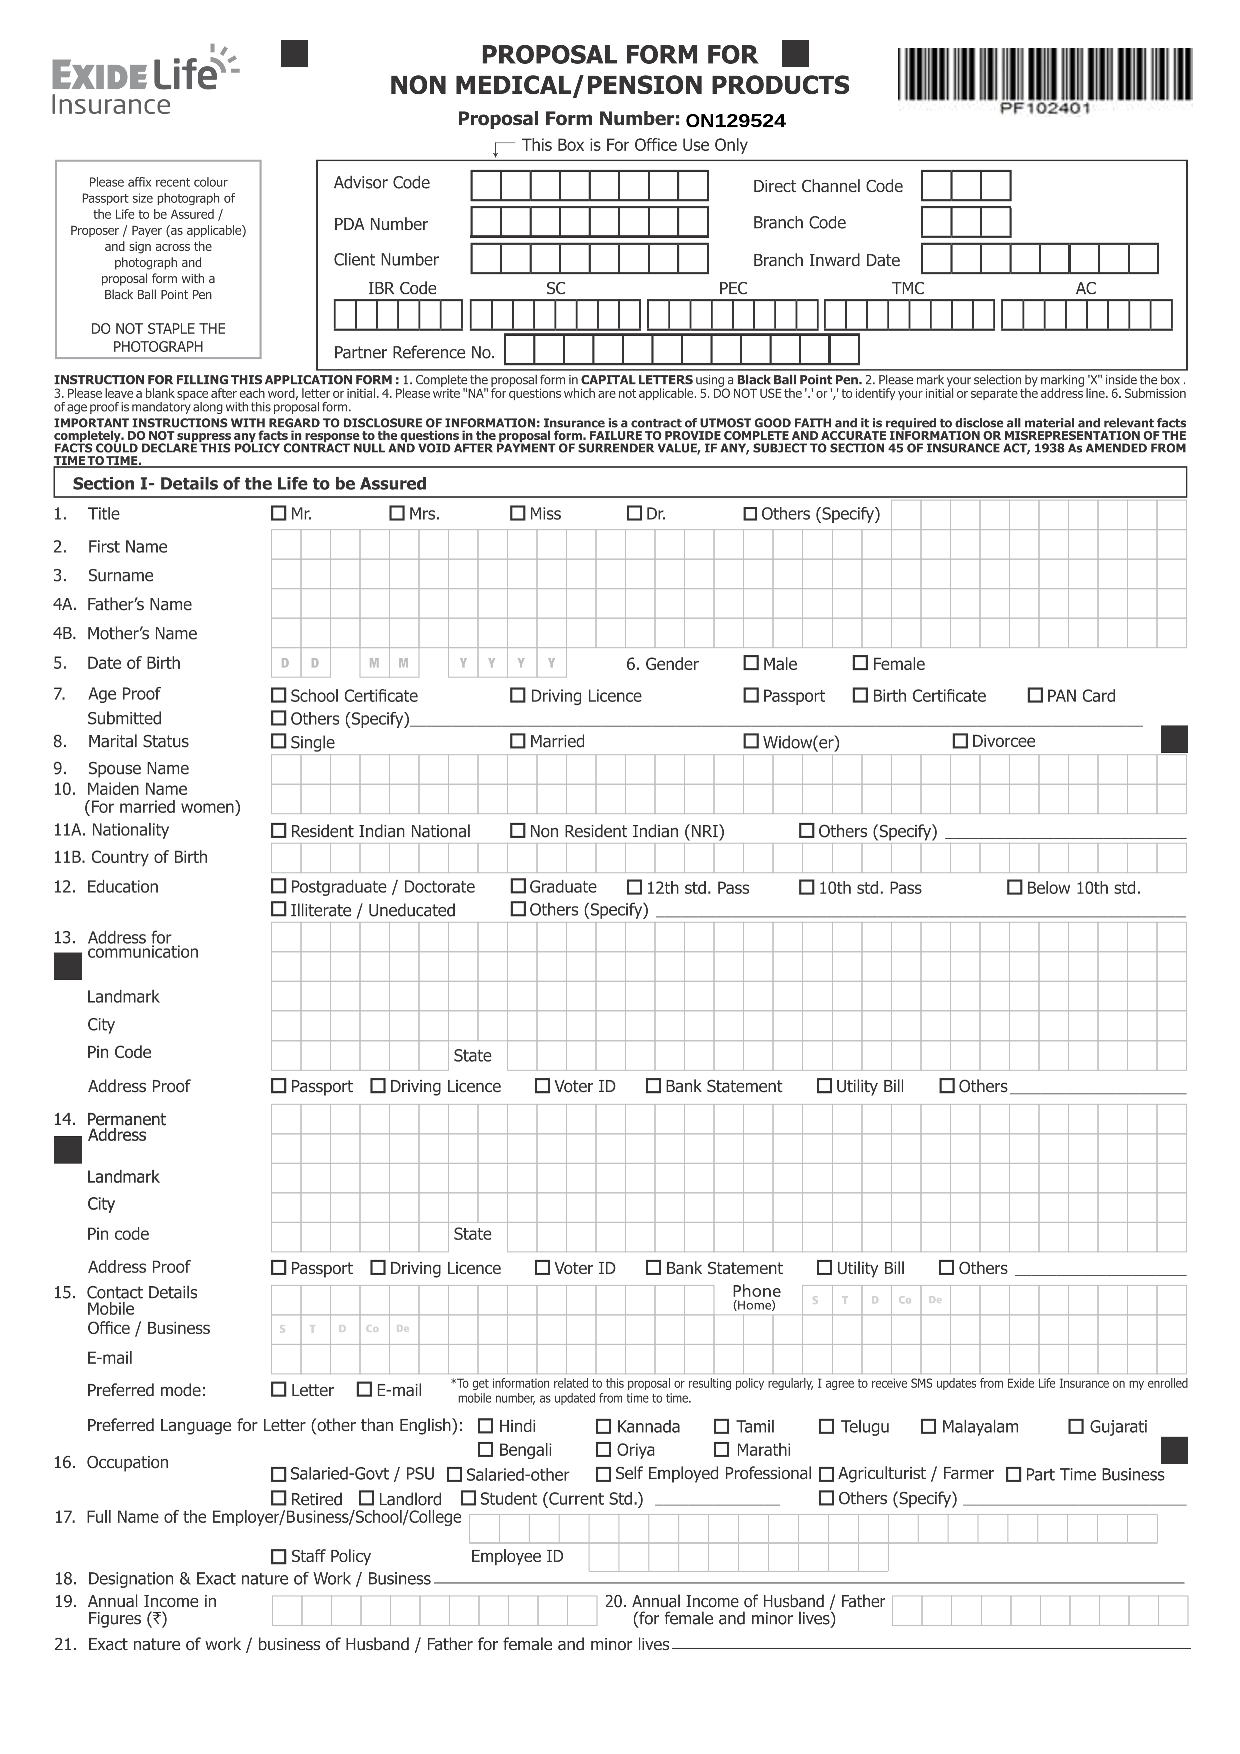 EXIDE Life
Insurance
PROPOSAL FORM FOR
NON MEDICAL/PENSION PRODUCTS
Proposal Form Number: ON129524
PF102401
This Box is For Office Use Only
Please affix recent colour
Passport size photograph of
the Life to be Assured /
Proposer / Payer (as applicable)
and sign across the
photograph and
proposal form with a
Black Ball Point Pen
DO NOT STAPLE THE
PHOTOGRAPH
Advisor Code Direct Channel Code
PDA Number Branch Code
Client Number Branch Inward Date
IBR Code SC PEC TMC AC
Partner Reference No.
INSTRUCTION FOR FILLING THIS APPLICATION FORM : 1. Complete the proposal form in CAPITAL LETTERS using a Black Ball Point Pen. 2. Please mark your selection by marking 'X" inside the box .
3. Please leave a blank space after each word, letter or initial. 4. Please write "NA" for questions which are not applicable. 5. DO NOT USE the '.' or ',' to identify your initial or separate the address line. 6. Submission
of age proof is mandatory along with this proposal form.
IMPORTANT INSTRUCTIONS WITH REGARD TO DISCLOSURE OF INFORMATION: Insurance is a contract of UTMOST GOOD FAITH and it is required to disclose all material and relevant facts
completely. DO NOT suppress any facts in response to the questions in the proposal form. FAILURE TO PROVIDE COMPLETE AND ACCURATE INFORMATION OR MISREPRESENTATION OF THE
FACTS COULD DECLARE THIS POLICY CONTRACT NULL AND VOID AFTER PAYMENT OF SURRENDER VALUE, IF ANY, SUBJECT TO SECTION 45 OF INSURANCE ACT, 1938 As AMENDED FROM
TIME TO TIME.
Section I- Details of the Life to be Assured
1. Title Mr. Mrs. Miss Dr. Others (Specify)
2. First Name
3. Surname
4A. Father's Name
4B. Mother's Name
5. Date of Birth D D M M Y Y Y Y 6. Gender Male Female
7. Age Proof School Certificate Driving Licence Passport Birth Certificate PAN Card
Submitted Others (Specify)
8. Marital Status Single Married Widow(er) Divorcee
9. Spouse Name
10. Maiden Name
(For married women)
11A. Nationality Resident Indian National Non Resident Indian (NRI) Others (Specify)
11B. Country of Birth
12. Education Postgraduate / Doctorate Graduate 12th std. Pass 10th std. Pass Below 10th std.
Illiterate / Uneducated Others (Specify)
13. Address for
communication
Landmark
City
Pin Code State
Address Proof Passport Driving Licence Voter ID Bank Statement Utility Bill Others
14. Permanent
Address
Landmark
City
Pin code State
Address Proof Passport Driving Licence Voter ID Bank Statement Utility Bill Others
15. Contact Details Phone S T D Co De
Mobile (Home)
Office / Business S T D Co De
E-mail
Preferred mode: Letter E-mail *To get information related to this proposal or resulting policy regularly, I agree to receive SMS updates from Exide Life Insurance on my enrolled
mobile number, as updated from time to time.
Preferred Language for Letter (other than English): Hindi Kannada Tamil Telugu Malayalam Gujarati
Bengali Oriya Marathi
16. Occupation
Salaried-Govt / PSU Salaried-other Self Employed Professional Agriculturist / Farmer Part Time Business
Retired Landlord Student (Current Std.) Others (Specify)
17. Full Name of the Employer/Business/School/College
Staff Policy Employee ID
18. Designation & Exact nature of Work / Business
19. Annual Income in 20. Annual Income of Husband / Father
Figures (₹) (for female and minor lives)
21. Exact nature of work / business of Husband / Father for female and minor lives